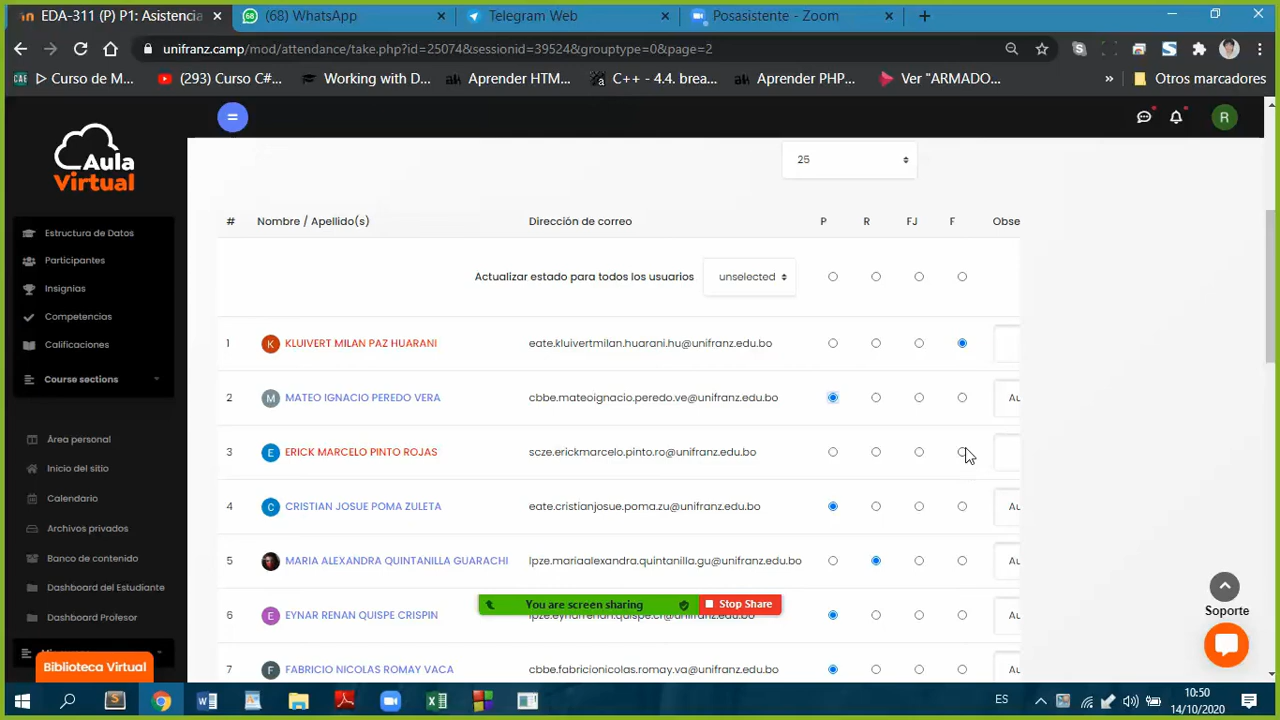 EDA-311 (P) P1: Asistencia
(68) WhatsApp
Telegram Web
Posasistente - Zoom
unifranz.camp/mod/attendance/take.php?id=25074&sessionid=39524&grouptype=0&page=2
Curso de M...
(293) Curso C#...
Working with D...
Aprender HTM...
C++ - 4.4. brea...
Aprender PHP...
Ver "ARMADO...
»
Otros marcadores
Aula
Virtual
R
25
# Nombre / Apellido(s) Dirección de correo P R FJ F Obse
Actualizar estado para todos los usuarios unselected
1 K KLUIVERT MILAN PAZ HUARANI eate.kluivertmilan.huarani.hu@unifranz.edu.bo
2 M MATEO IGNACIO PEREDO VERA cbbe.mateoignacio.peredo.ve@unifranz.edu.bo Au
3 E ERICK MARCELO PINTO ROJAS scze.erickmarcelo.pinto.ro@unifranz.edu.bo
4 C CRISTIAN JOSUE POMA ZULETA eate.cristianjosue.poma.zu@unifranz.edu.bo Au
5 MARIA ALEXANDRA QUINTANILLA GUARACHI lpze.mariaalexandra.quintanilla.gu@unifranz.edu.bo Au
6 E EYNAR RENAN QUISPE CRISPIN lpze.eynarrenan.quispe.cr@unifranz.edu.bo Au
7 F FABRICIO NICOLAS ROMAY VACA cbbe.fabricionicolas.romay.va@unifranz.edu.bo
Estructura de Datos
Participantes
Insignias
Competencias
Calificaciones
Course sections
Área personal
Inicio del sitio
Calendario
Archivos privados
Banco de contenido
Dashboard del Estudiante
Dashboard Profesor
Biblioteca Virtual
You are screen sharing
Stop Share
Soporte
ES
10:50
14/10/2020